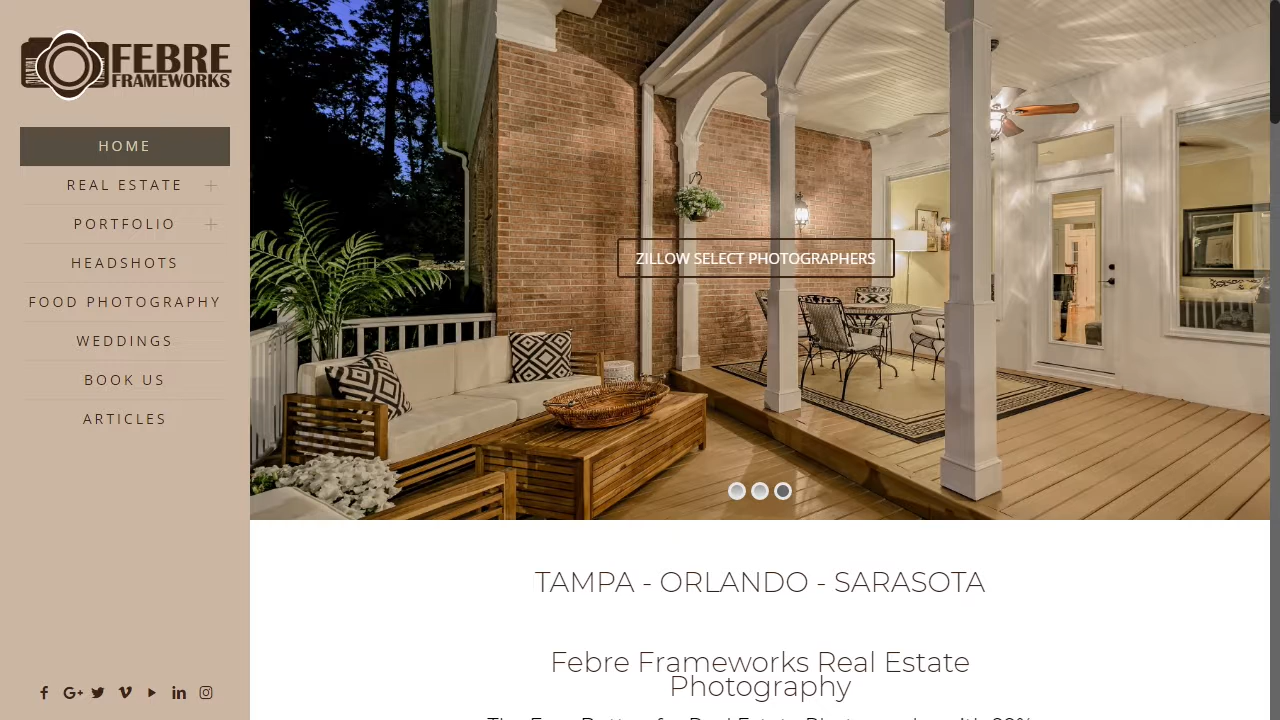 FEBRE
FRAMEWORKS
HOME
REAL ESTATE
PORTFOLIO
HEADSHOTS
FOOD PHOTOGRAPHY
WEDDINGS
BOOK US
ARTICLES
ZILLOW SELECT PHOTOGRAPHERS
TAMPA - ORLANDO - SARASOTA
Febre Frameworks Real Estate
Photography